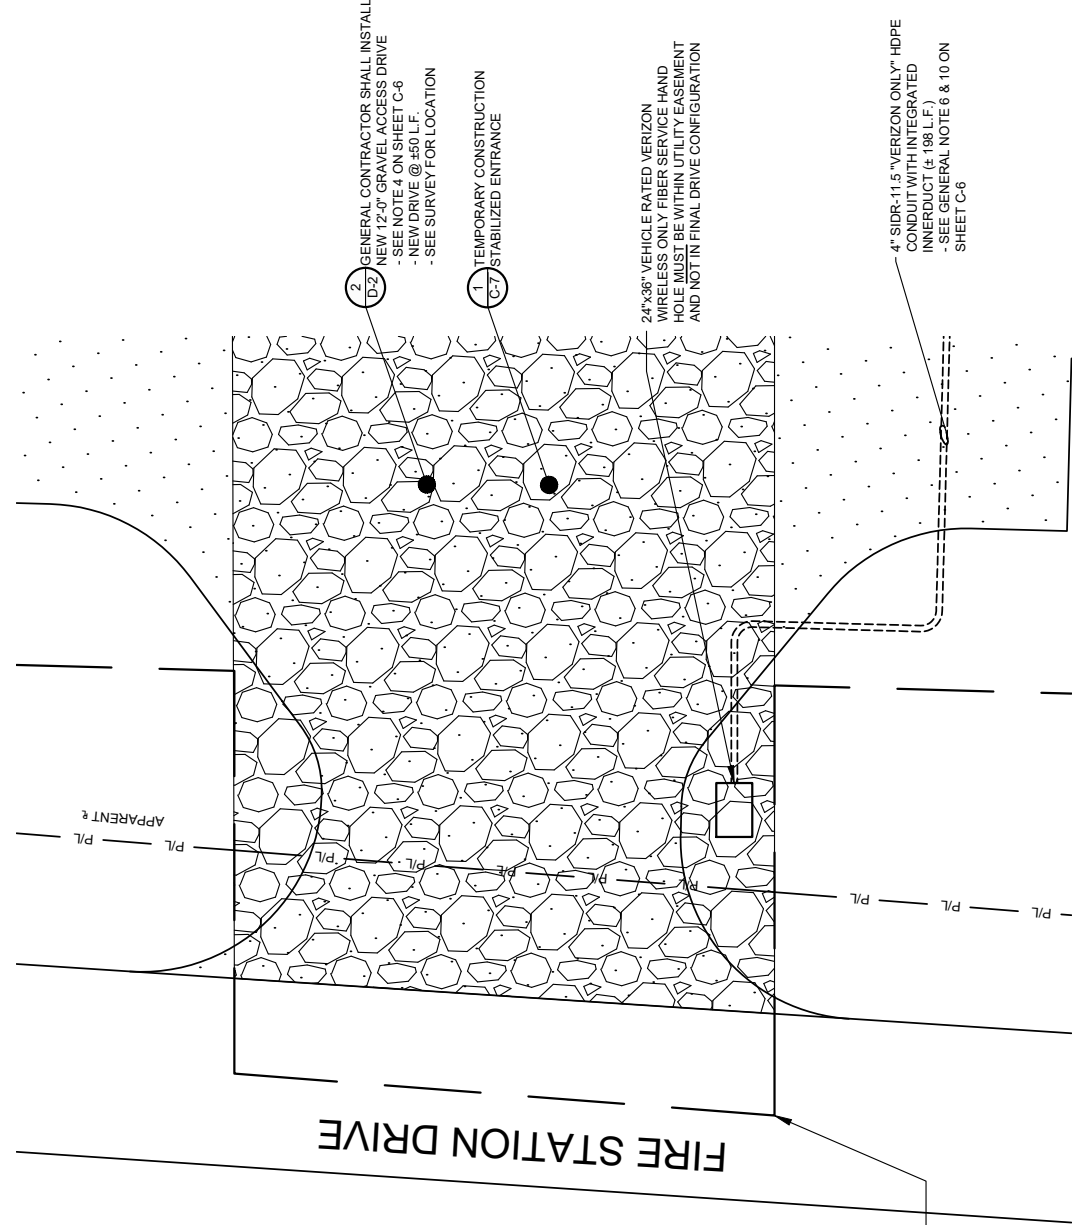 2
D-2
GENERAL CONTRACTOR SHALL INSTALL
NEW 12'-0" GRAVEL ACCESS DRIVE
- SEE NOTE 4 ON SHEET C-6
- NEW DRIVE @ ±50 L.F.
- SEE SURVEY FOR LOCATION
1
C-7
TEMPORARY CONSTRUCTION
STABILIZED ENTRANCE
24"x36" VEHICLE RATED VERIZON
WIRELESS ONLY FIBER SERVICE HAND
HOLE MUST BE WITHIN UTILITY EASEMENT
AND NOT IN FINAL DRIVE CONFIGURATION
4" SIDR-11.5 "VERIZON ONLY" HDPE
CONDUIT WITH INTEGRATED
INNERDUCT (± 198 L.F.)
- SEE GENERAL NOTE 6 & 10 ON
SHEET C-6
APPARENT ⅊
P/L
P/L
P/L
P/L
P/L
P/L
P/L
P/L
P/L
P/L
FIRE STATION DRIVE